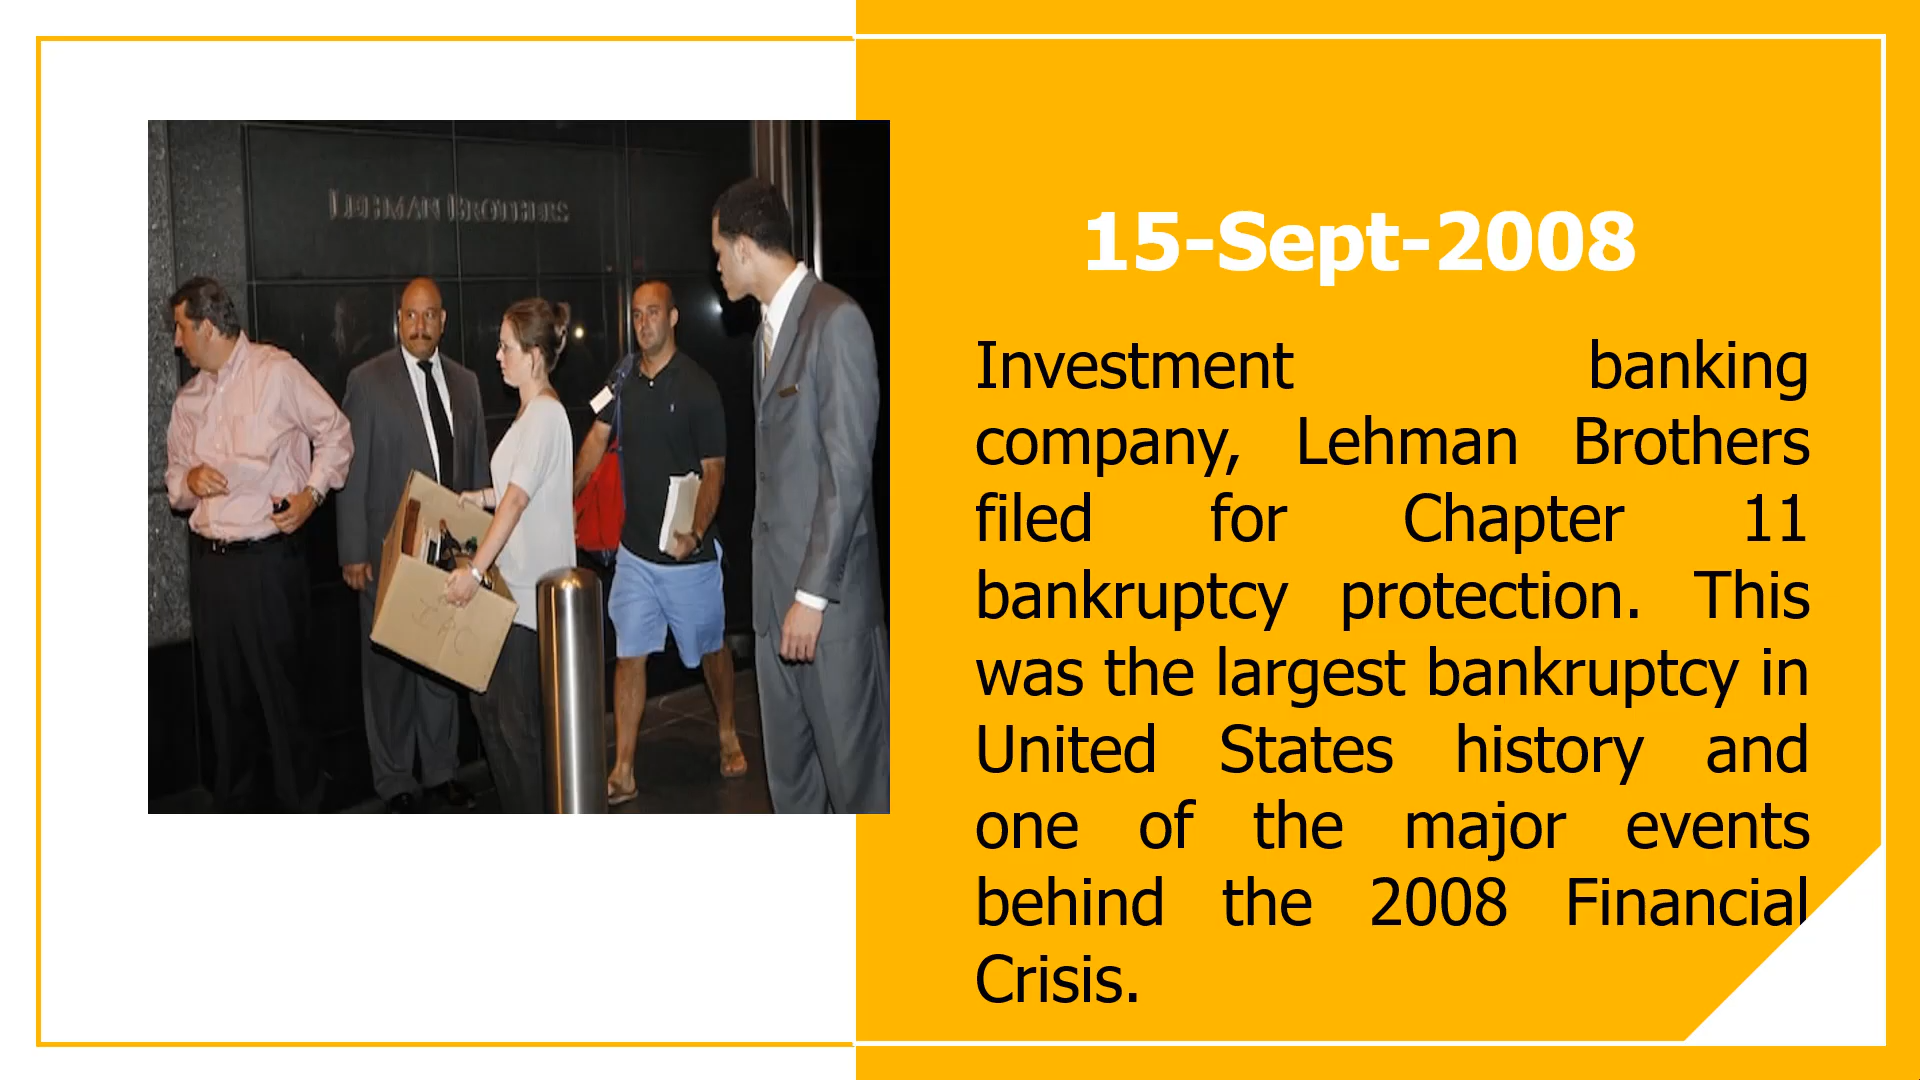 LEHMAN BROTHERS
15-Sept-2008
Investment banking
company, Lehman Brothers
filed for Chapter 11
bankruptcy protection. This
was the largest bankruptcy in
United States history and
one of the major events
behind the 2008 Financial
Crisis.